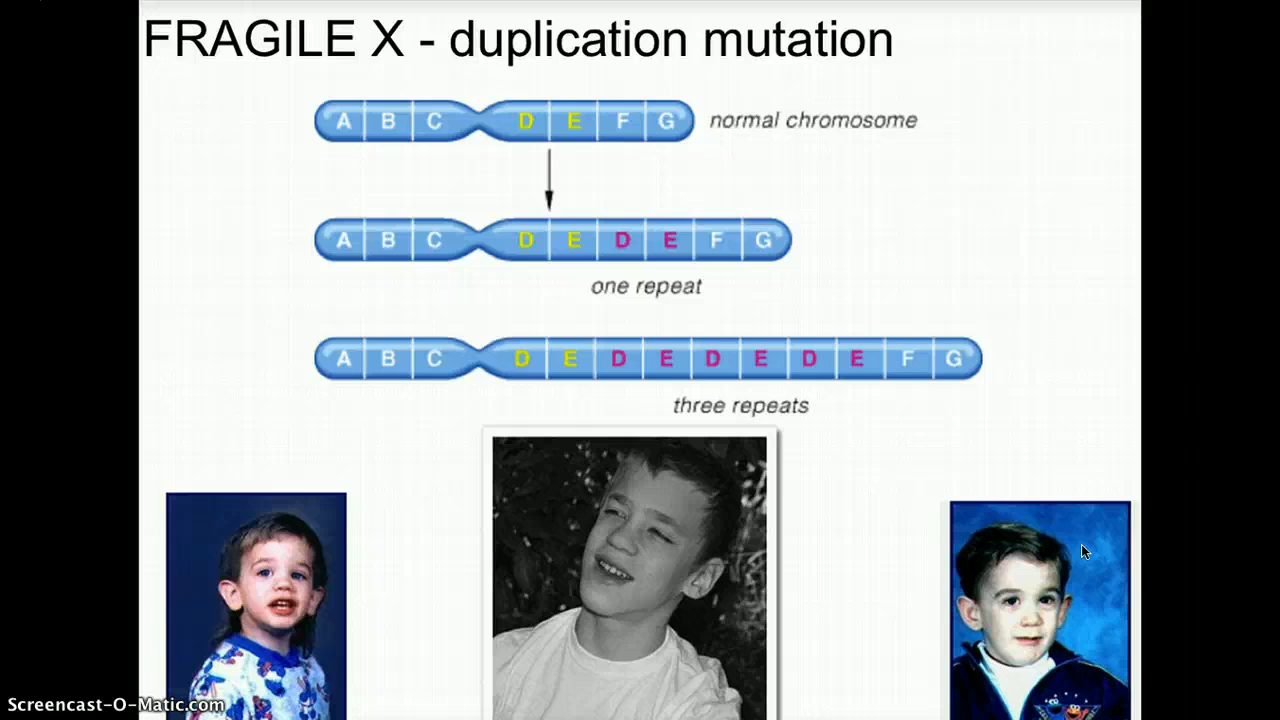 FRAGILE X - duplication mutation
A B C D E F G normal chromosome
A B C D E D E F G
one repeat
A B C D E D E D E D E F G
three repeats
Screencast-O-Matic.com